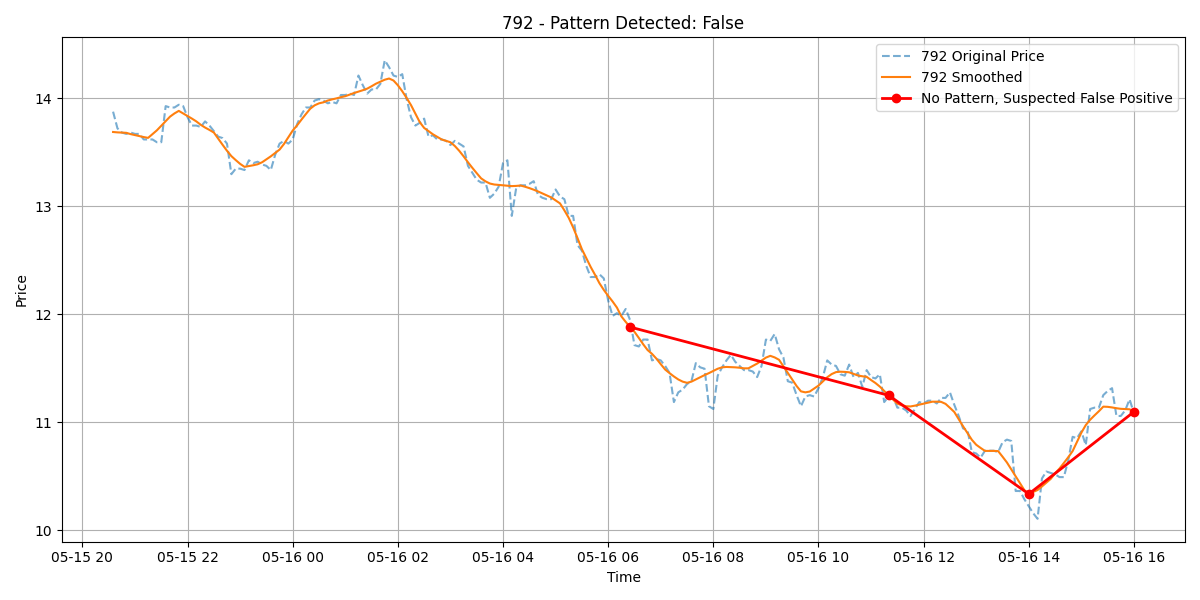 792 - Pattern Detected: False
792 Original Price
792 Smoothed
No Pattern, Suspected False Positive
Price
14
13
12
11
10
05-15 20 05-15 22 05-16 00 05-16 02 05-16 04 05-16 06 05-16 08 05-16 10 05-16 12 05-16 14 05-16 16
Time